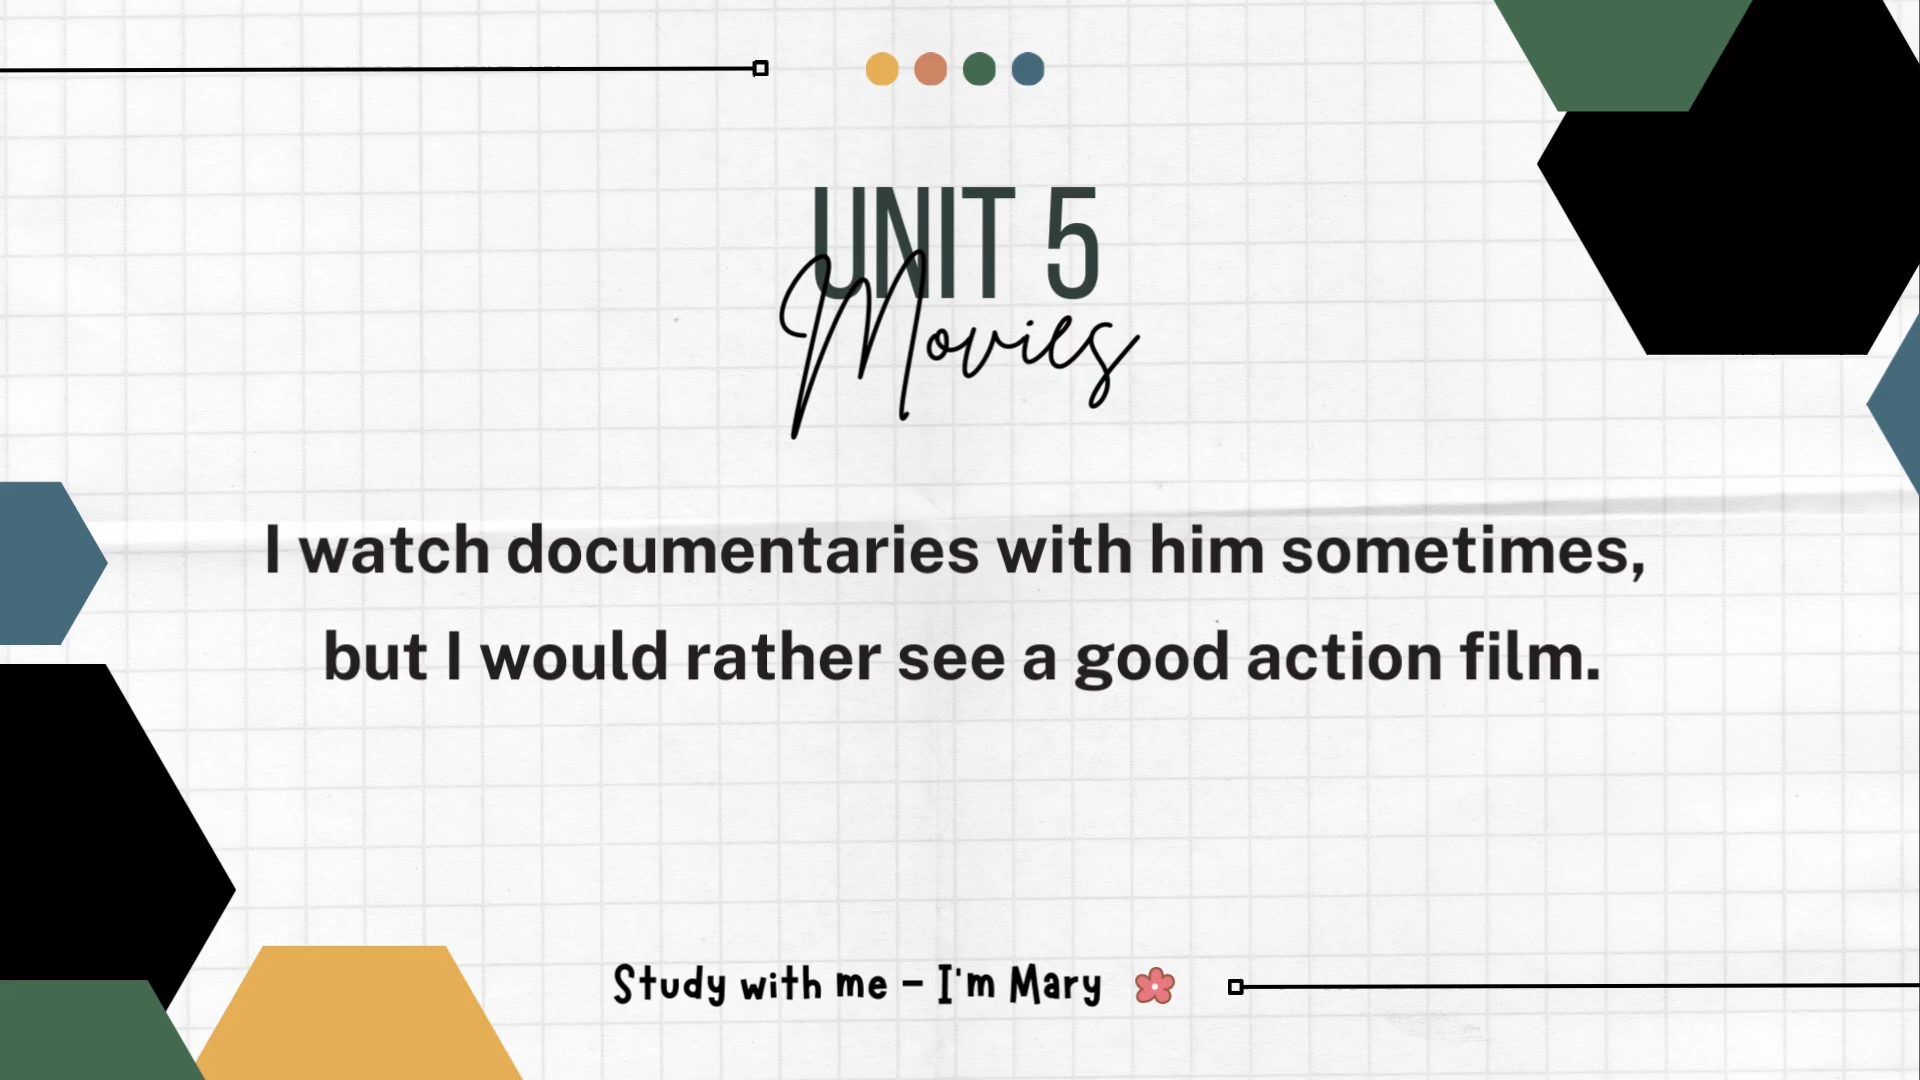 UNIT 5
Movies
I watch documentaries with him sometimes,
but I would rather see a good action film.
Study with me – I'm Mary